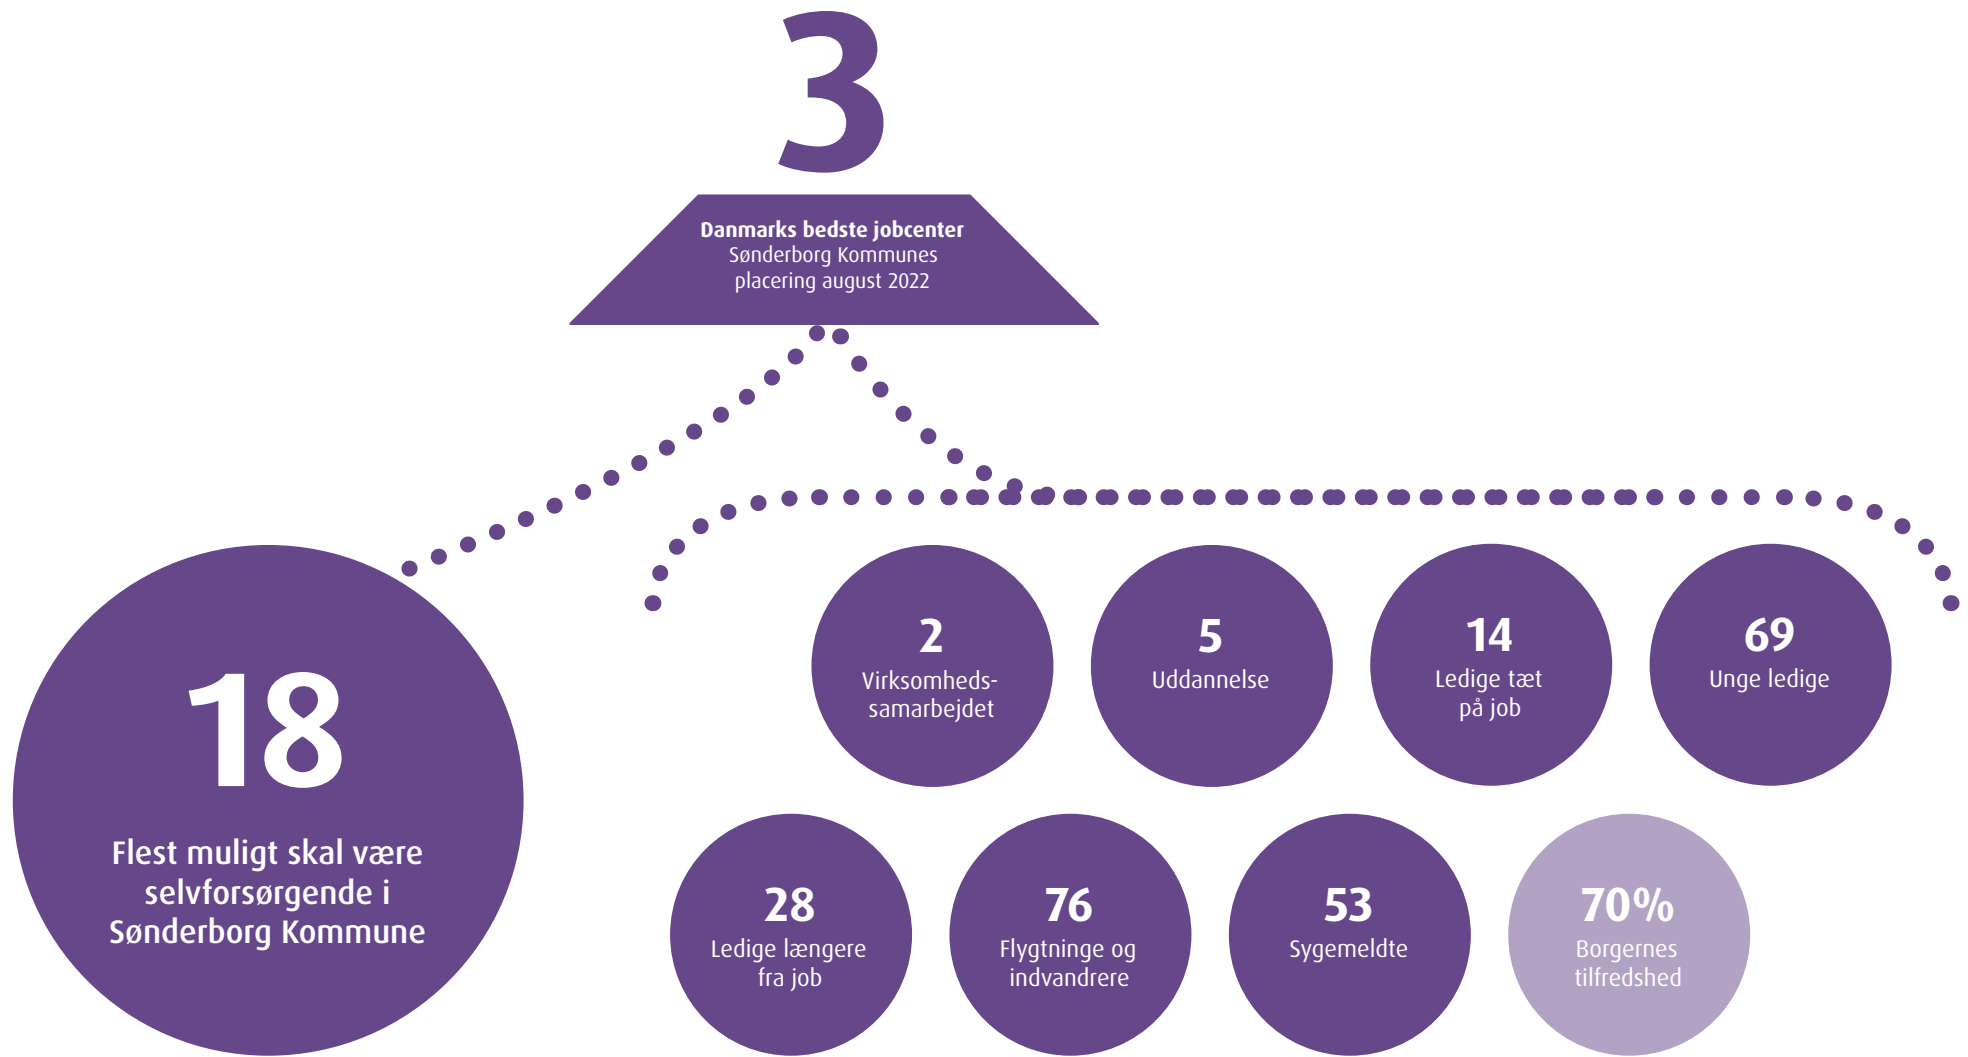 3
Danmarks bedste jobcenter
Sønderborg Kommunes
placering august 2022
18
Flest muligt skal være
selvforsørgende i
Sønderborg Kommune
2
Virksomheds-
samarbejdet
5
Uddannelse
14
Ledige tæt
på job
69
Unge ledige
28
Ledige længere
fra job
76
Flygtninge og
indvandrere
53
Sygemeldte
70%
Borgernes
tilfredshed